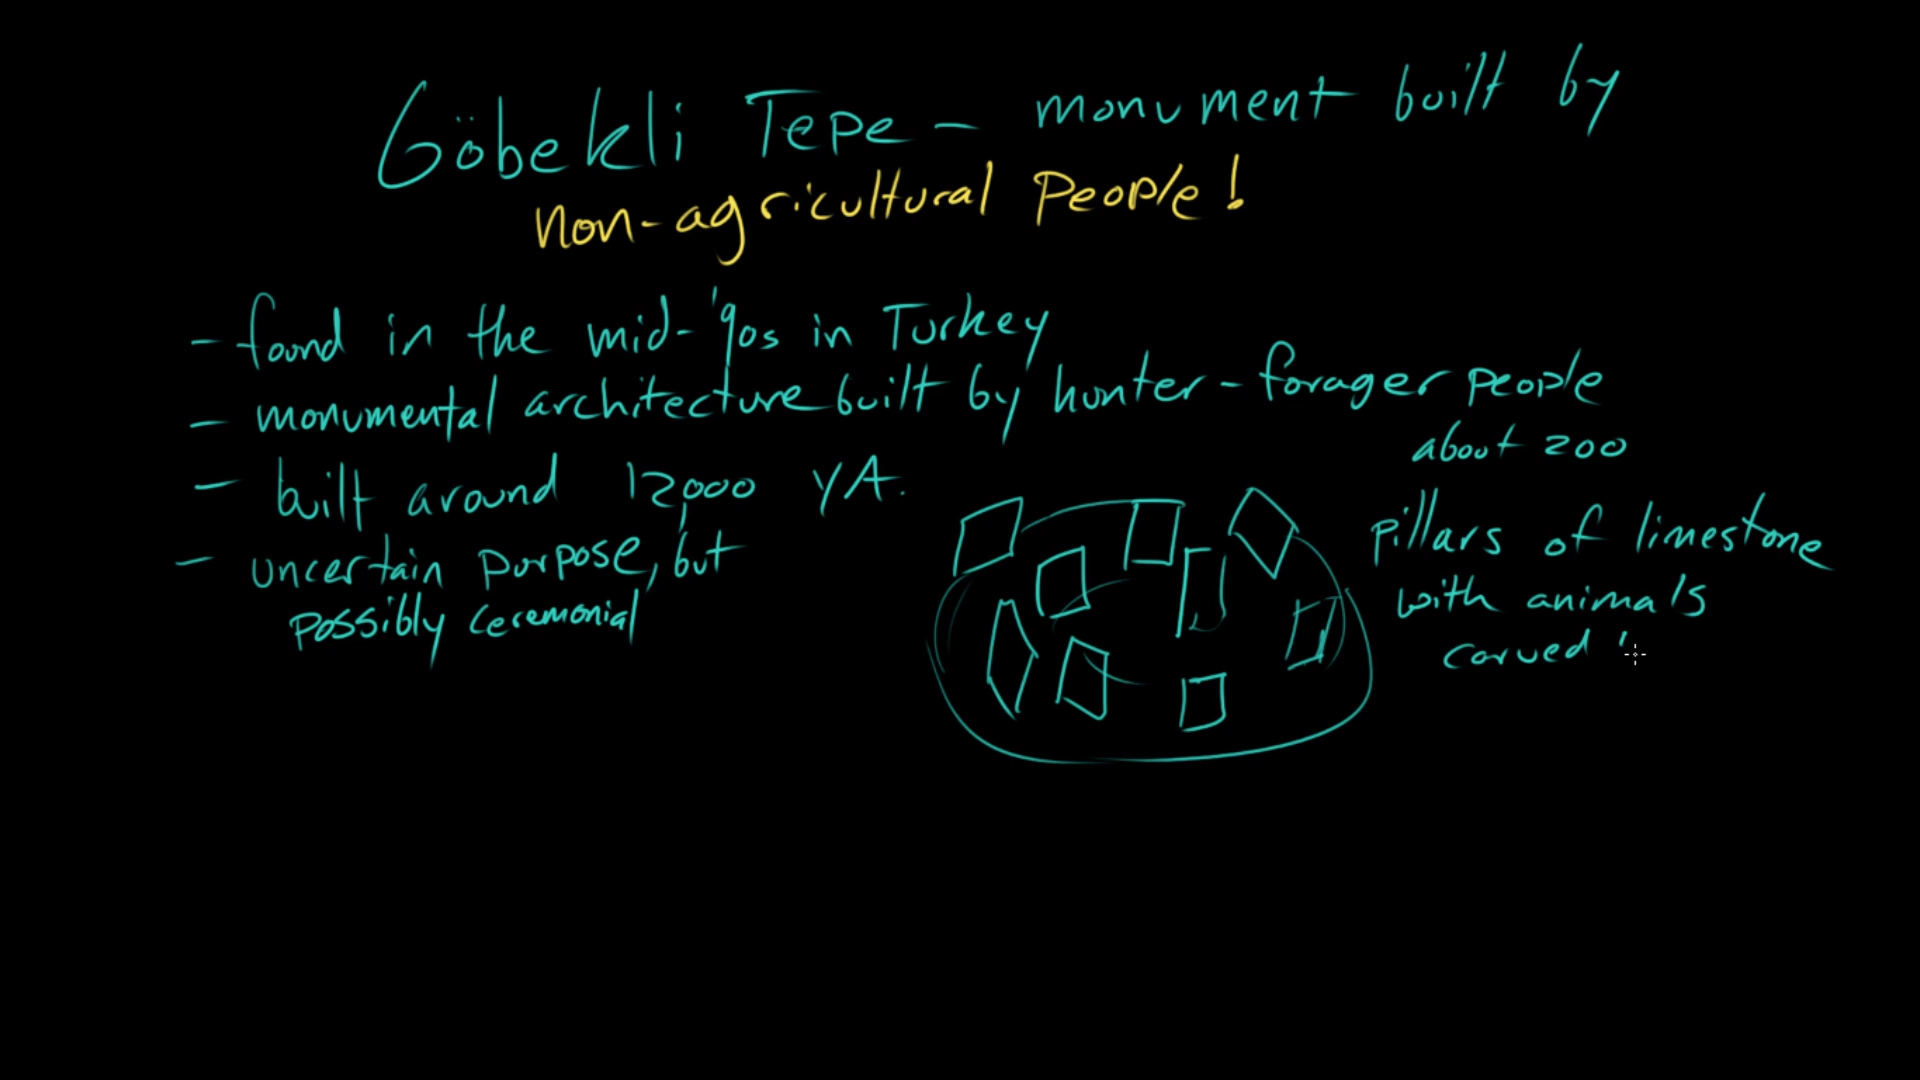 Göbekli Tepe - monument built by
non-agricultural people!
- found in the mid-'90s in Turkey
- monumental architecture built by hunter-forager people
- built around 12,000 YA.
- uncertain purpose, but
possibly ceremonial
about 200
pillars of limestone
with animals
carved